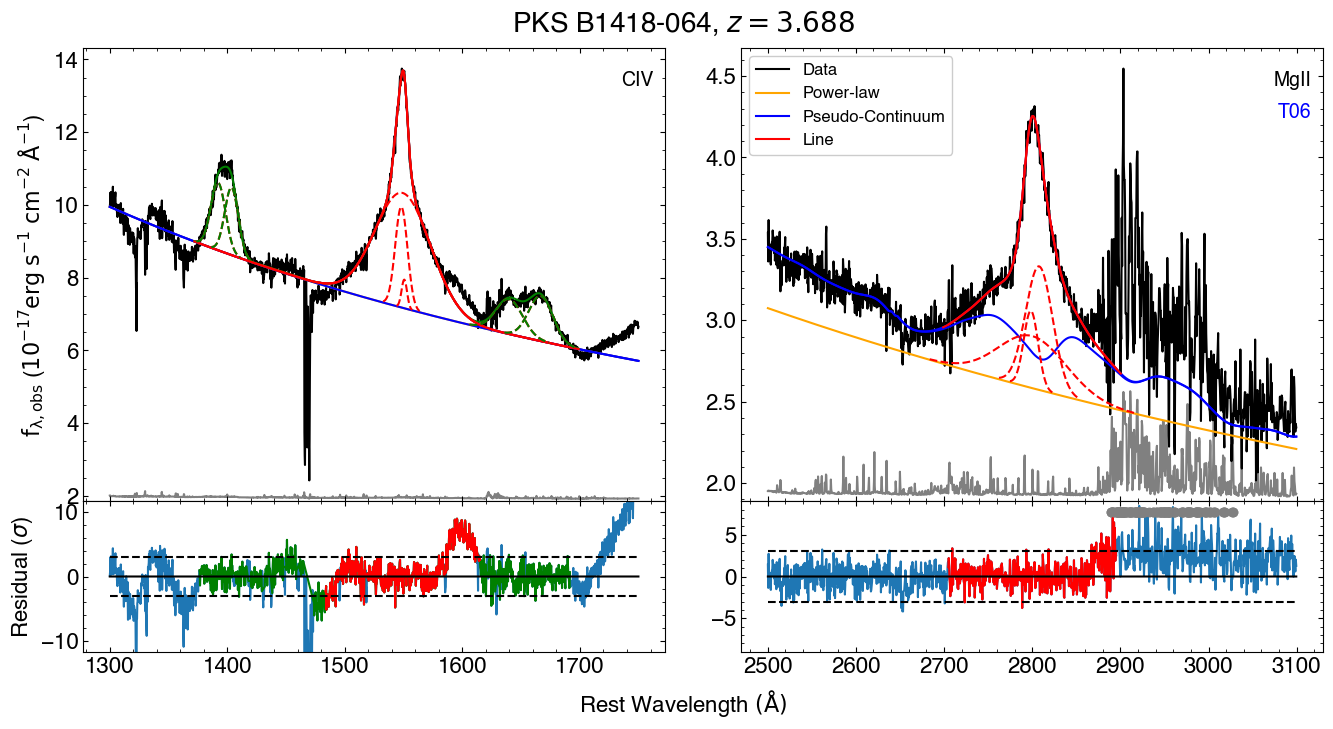 PKS B1418-064, z = 3.688
CIV
14
12
10
8
6
4
2
f_λ,obs (10⁻¹⁷erg s⁻¹ cm⁻² Å⁻¹)
Data
Power-law
Pseudo-Continuum
Line
MgII
T06
4.5
4.0
3.5
3.0
2.5
2.0
10
0
−10
Residual (σ)
5
0
−5
1300 1400 1500 1600 1700
2500 2600 2700 2800 2900 3000 3100
Rest Wavelength (Å)